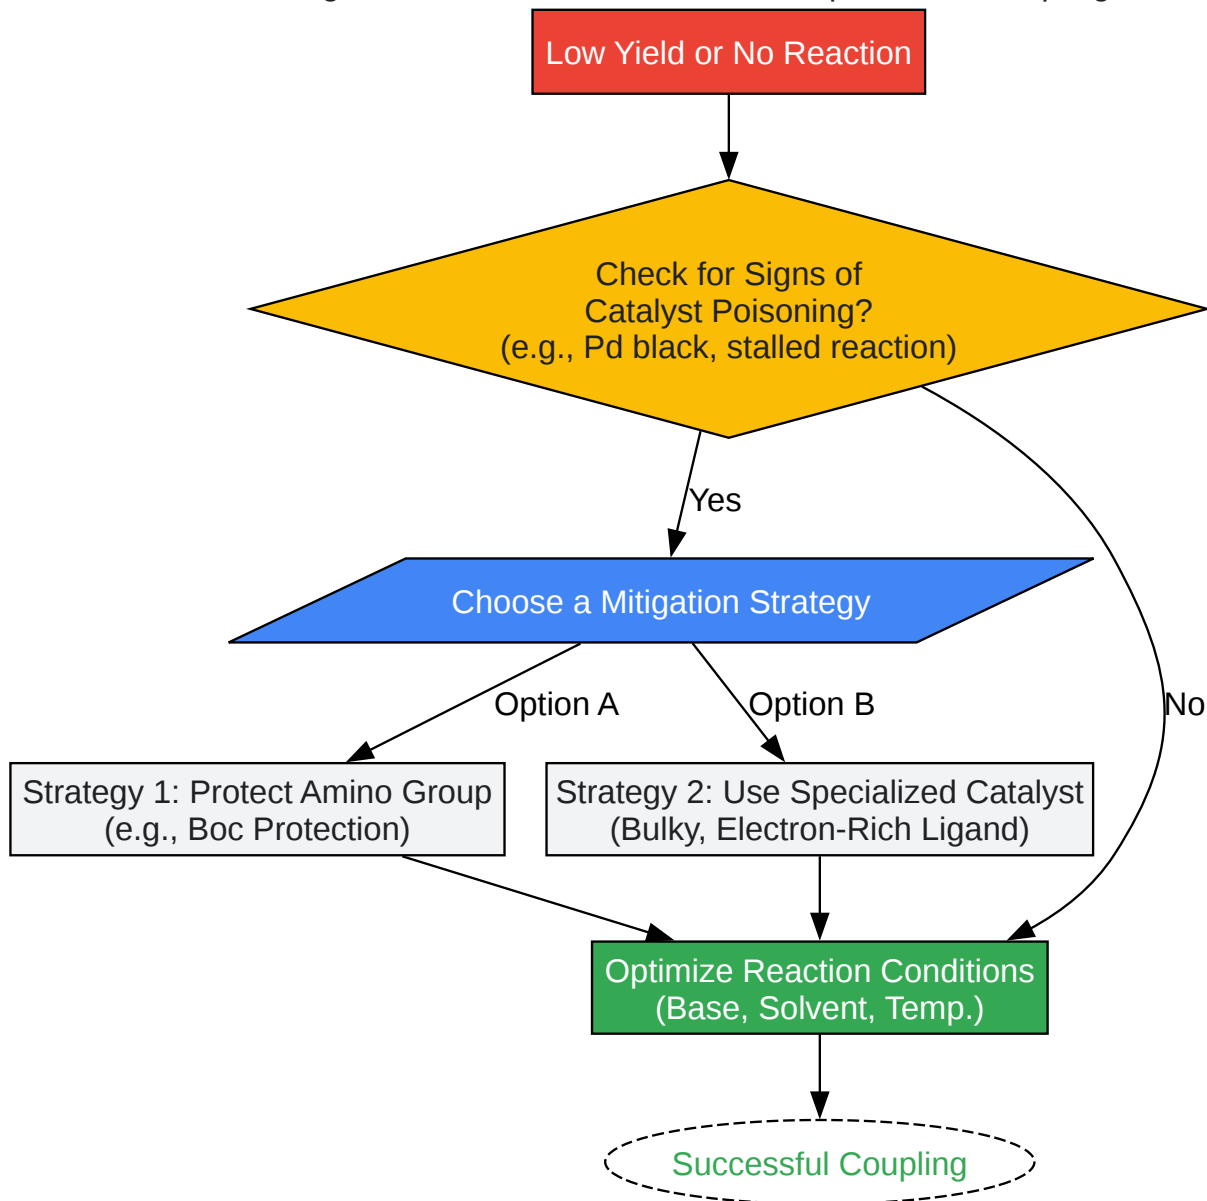 Low Yield or No Reaction
Check for Signs of
Catalyst Poisoning?
(e.g., Pd black, stalled reaction)
Yes
Choose a Mitigation Strategy
Option A
Option B
No
Strategy 1: Protect Amino Group
(e.g., Boc Protection)
Strategy 2: Use Specialized Catalyst
(Bulky, Electron-Rich Ligand)
Optimize Reaction Conditions
(Base, Solvent, Temp.)
Successful Coupling